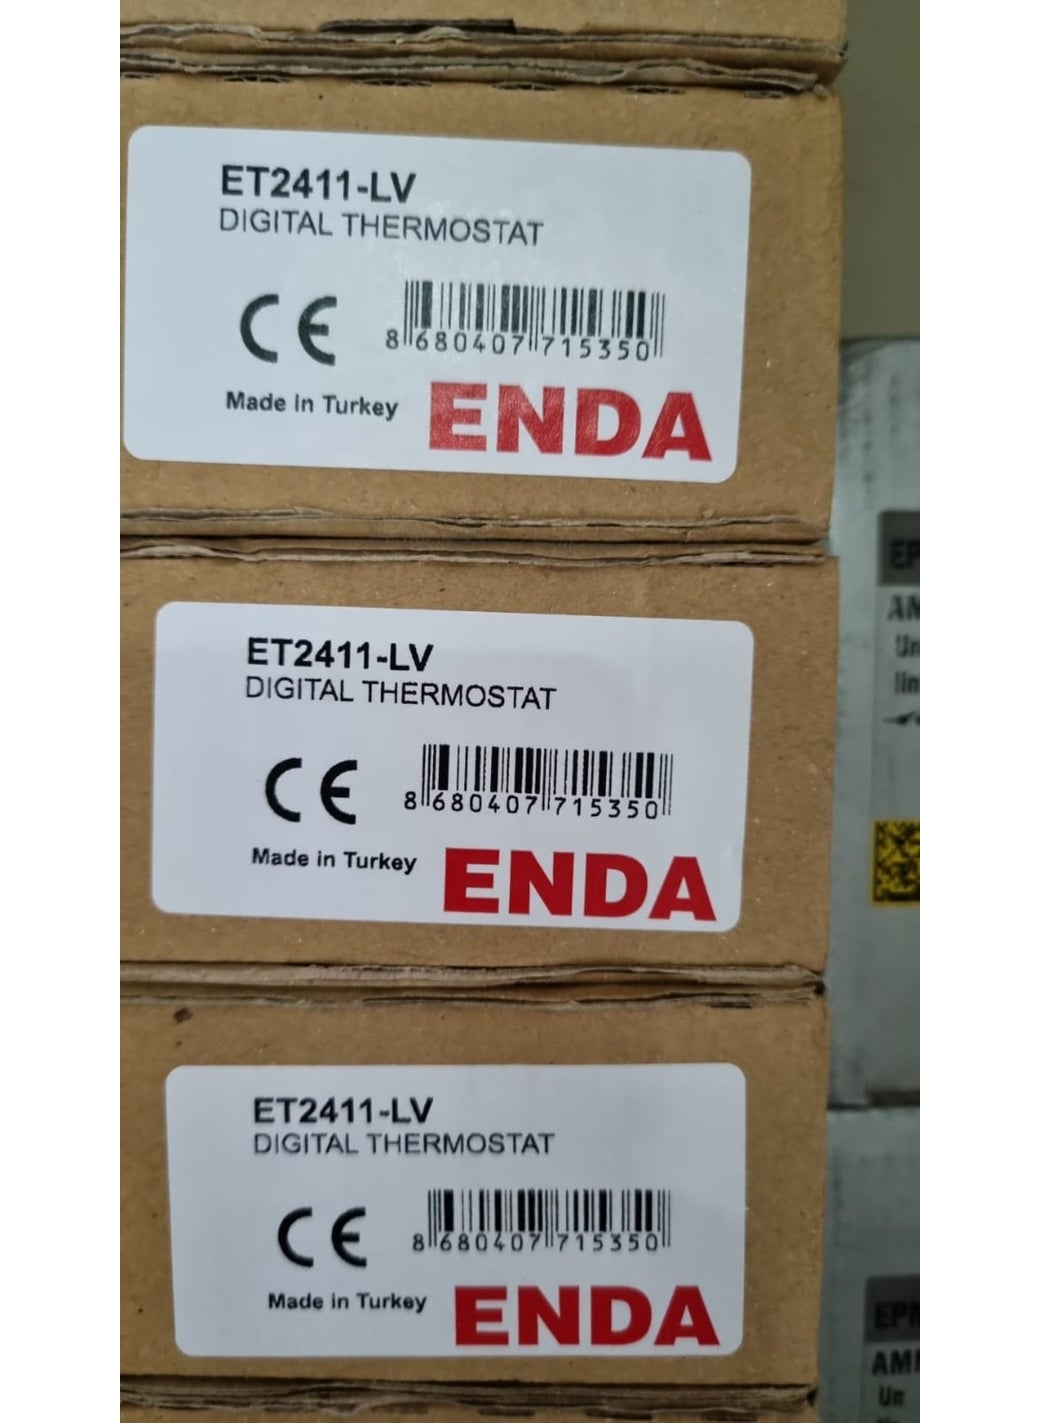 ET2411-LV
DIGITAL THERMOSTAT
CE
8 680407 715350
Made in Turkey
ENDA
ET2411-LV
DIGITAL THERMOSTAT
CE
8 680407 715350
Made in Turkey
ENDA
ET2411-LV
DIGITAL THERMOSTAT
CE
8 680407 715350
Made in Turkey
ENDA